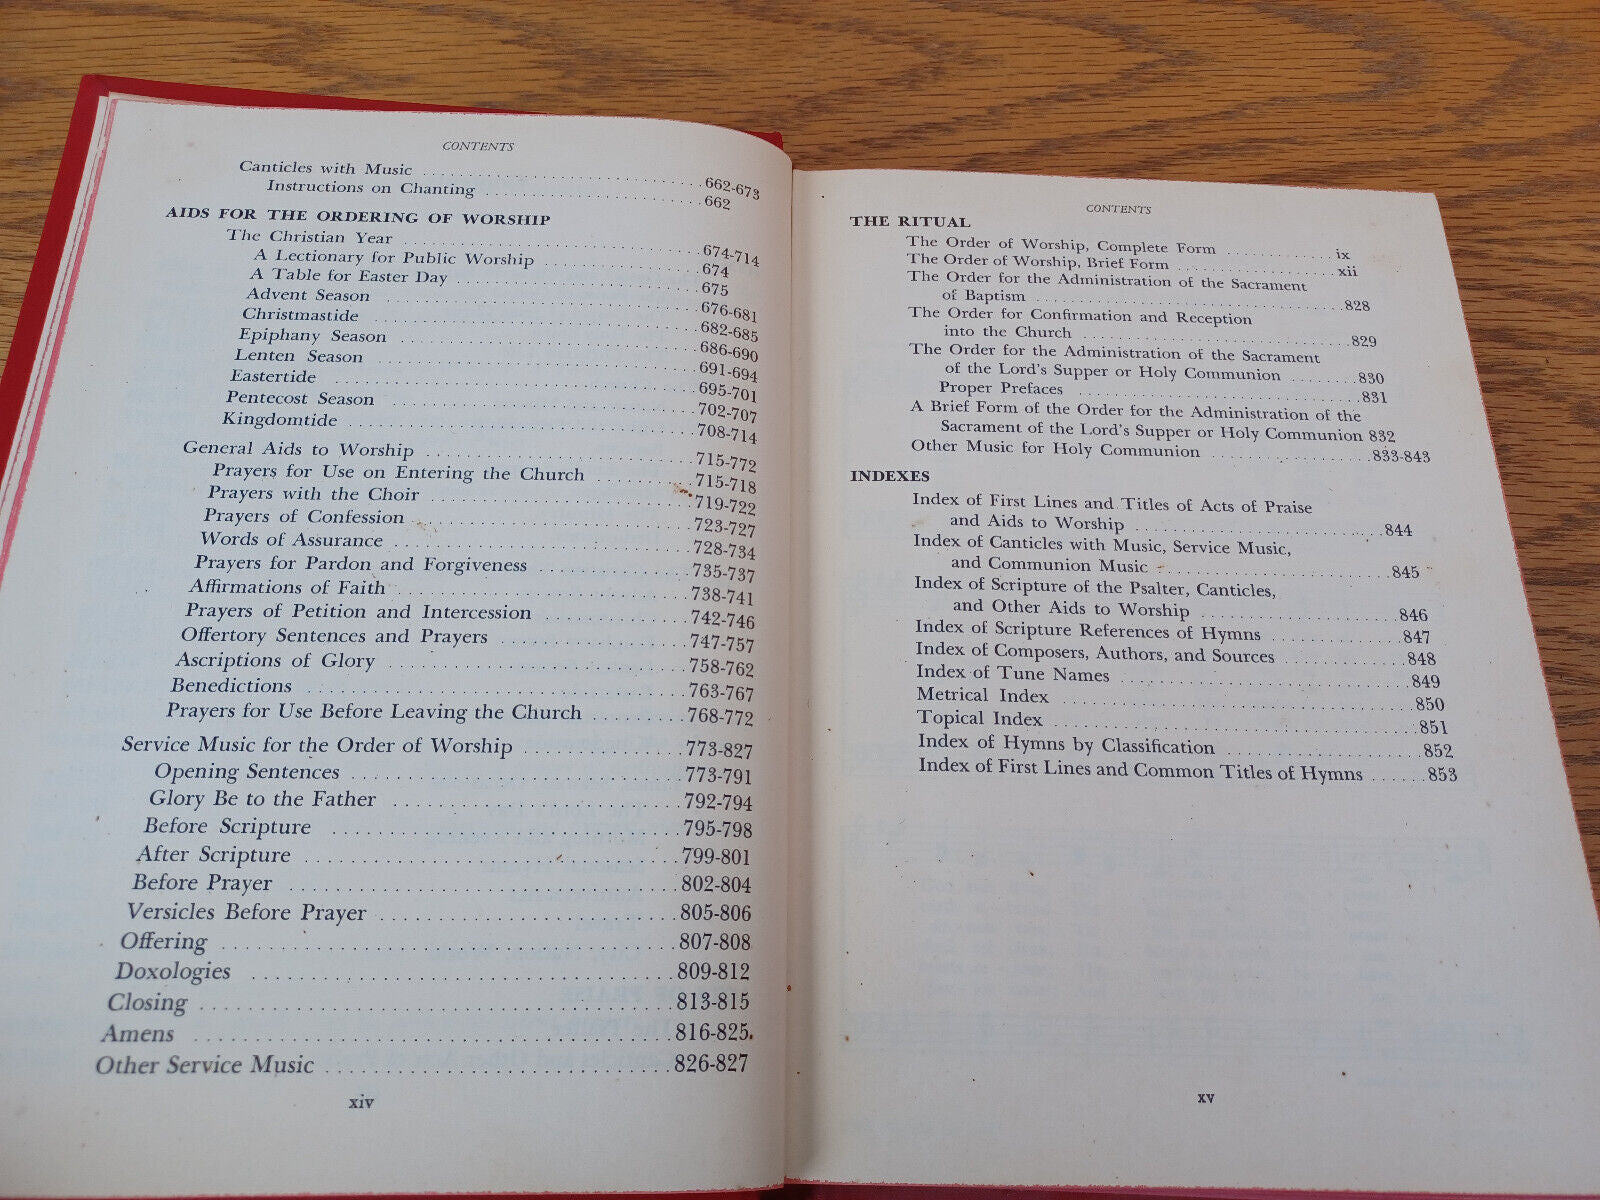 CONTENTS
Canticles with Music . . . . . . . . . . . . . . . . . . . . . . . . . . 662-673
Instructions on Chanting . . . . . . . . . . . . . . . . . . . . . . 662
AIDS FOR THE ORDERING OF WORSHIP
The Christian Year . . . . . . . . . . . . . . . . . . . . . . . . . . 674-714
A Lectionary for Public Worship . . . . . . . . . . . . . . . 674
A Table for Easter Day . . . . . . . . . . . . . . . . . . . . . . 675
Advent Season . . . . . . . . . . . . . . . . . . . . . . . . . . . . 676-681
Christmastide . . . . . . . . . . . . . . . . . . . . . . . . . . . . 682-685
Epiphany Season . . . . . . . . . . . . . . . . . . . . . . . . . . 686-690
Lenten Season . . . . . . . . . . . . . . . . . . . . . . . . . . . . 691-694
Eastertide . . . . . . . . . . . . . . . . . . . . . . . . . . . . . . . 695-701
Pentecost Season . . . . . . . . . . . . . . . . . . . . . . . . . . 702-707
Kingdomtide . . . . . . . . . . . . . . . . . . . . . . . . . . . . . 708-714
General Aids to Worship . . . . . . . . . . . . . . . . . . . . . . 715-772
Prayers for Use on Entering the Church . . . . . . . . . 715-718
Prayers with the Choir . . . . . . . . . . . . . . . . . . . . . . 719-722
Prayers of Confession . . . . . . . . . . . . . . . . . . . . . . 723-727
Words of Assurance . . . . . . . . . . . . . . . . . . . . . . . . 728-734
Prayers for Pardon and Forgiveness . . . . . . . . . . . . 735-737
Affirmations of Faith . . . . . . . . . . . . . . . . . . . . . . . 738-741
Prayers of Petition and Intercession . . . . . . . . . . . . 742-746
Offertory Sentences and Prayers . . . . . . . . . . . . . . . 747-757
Ascriptions of Glory . . . . . . . . . . . . . . . . . . . . . . . . 758-762
Benedictions . . . . . . . . . . . . . . . . . . . . . . . . . . . . . 763-767
Prayers for Use Before Leaving the Church . . . . . . . . 768-772
Service Music for the Order of Worship . . . . . . . . . . . . . 773-827
Opening Sentences . . . . . . . . . . . . . . . . . . . . . . . . . 773-791
Glory Be to the Father . . . . . . . . . . . . . . . . . . . . . . 792-794
Before Scripture . . . . . . . . . . . . . . . . . . . . . . . . . . . 795-798
After Scripture . . . . . . . . . . . . . . . . . . . . . . . . . . . . 799-801
Before Prayer . . . . . . . . . . . . . . . . . . . . . . . . . . . . . 802-804
Versicles Before Prayer . . . . . . . . . . . . . . . . . . . . . . 805-806
Offering . . . . . . . . . . . . . . . . . . . . . . . . . . . . . . . . . 807-808
Doxologies . . . . . . . . . . . . . . . . . . . . . . . . . . . . . . . 809-812
Closing . . . . . . . . . . . . . . . . . . . . . . . . . . . . . . . . . . 813-815
Amens . . . . . . . . . . . . . . . . . . . . . . . . . . . . . . . . . . 816-825
Other Service Music . . . . . . . . . . . . . . . . . . . . . . . . 826-827
xiv
CONTENTS
THE RITUAL
The Order of Worship, Complete Form . . . . . . . . . . . . ix
The Order of Worship, Brief Form . . . . . . . . . . . . . . . xii
The Order for the Administration of the Sacrament
of Baptism . . . . . . . . . . . . . . . . . . . . . . . . . . . . . . 828
The Order for Confirmation and Reception
into the Church . . . . . . . . . . . . . . . . . . . . . . . . . . 829
The Order for the Administration of the Sacrament
of the Lord's Supper or Holy Communion . . . . . . . . 830
Proper Prefaces . . . . . . . . . . . . . . . . . . . . . . . . . . . 831
A Brief Form of the Order for the Administration of the
Sacrament of the Lord's Supper or Holy Communion 832
Other Music for Holy Communion . . . . . . . . . . . . . . . 833-843
INDEXES
Index of First Lines and Titles of Acts of Praise
and Aids to Worship . . . . . . . . . . . . . . . . . . . . . . . 844
Index of Canticles with Music, Service Music,
and Communion Music . . . . . . . . . . . . . . . . . . . . . 845
Index of Scripture of the Psalter, Canticles,
and Other Aids to Worship . . . . . . . . . . . . . . . . . . 846
Index of Scripture References of Hymns . . . . . . . . . . . 847
Index of Composers, Authors, and Sources . . . . . . . . . . 848
Index of Tune Names . . . . . . . . . . . . . . . . . . . . . . . . 849
Metrical Index . . . . . . . . . . . . . . . . . . . . . . . . . . . . . 850
Topical Index . . . . . . . . . . . . . . . . . . . . . . . . . . . . . . 851
Index of Hymns by Classification . . . . . . . . . . . . . . . . 852
Index of First Lines and Common Titles of Hymns . . . . . . 853
xv